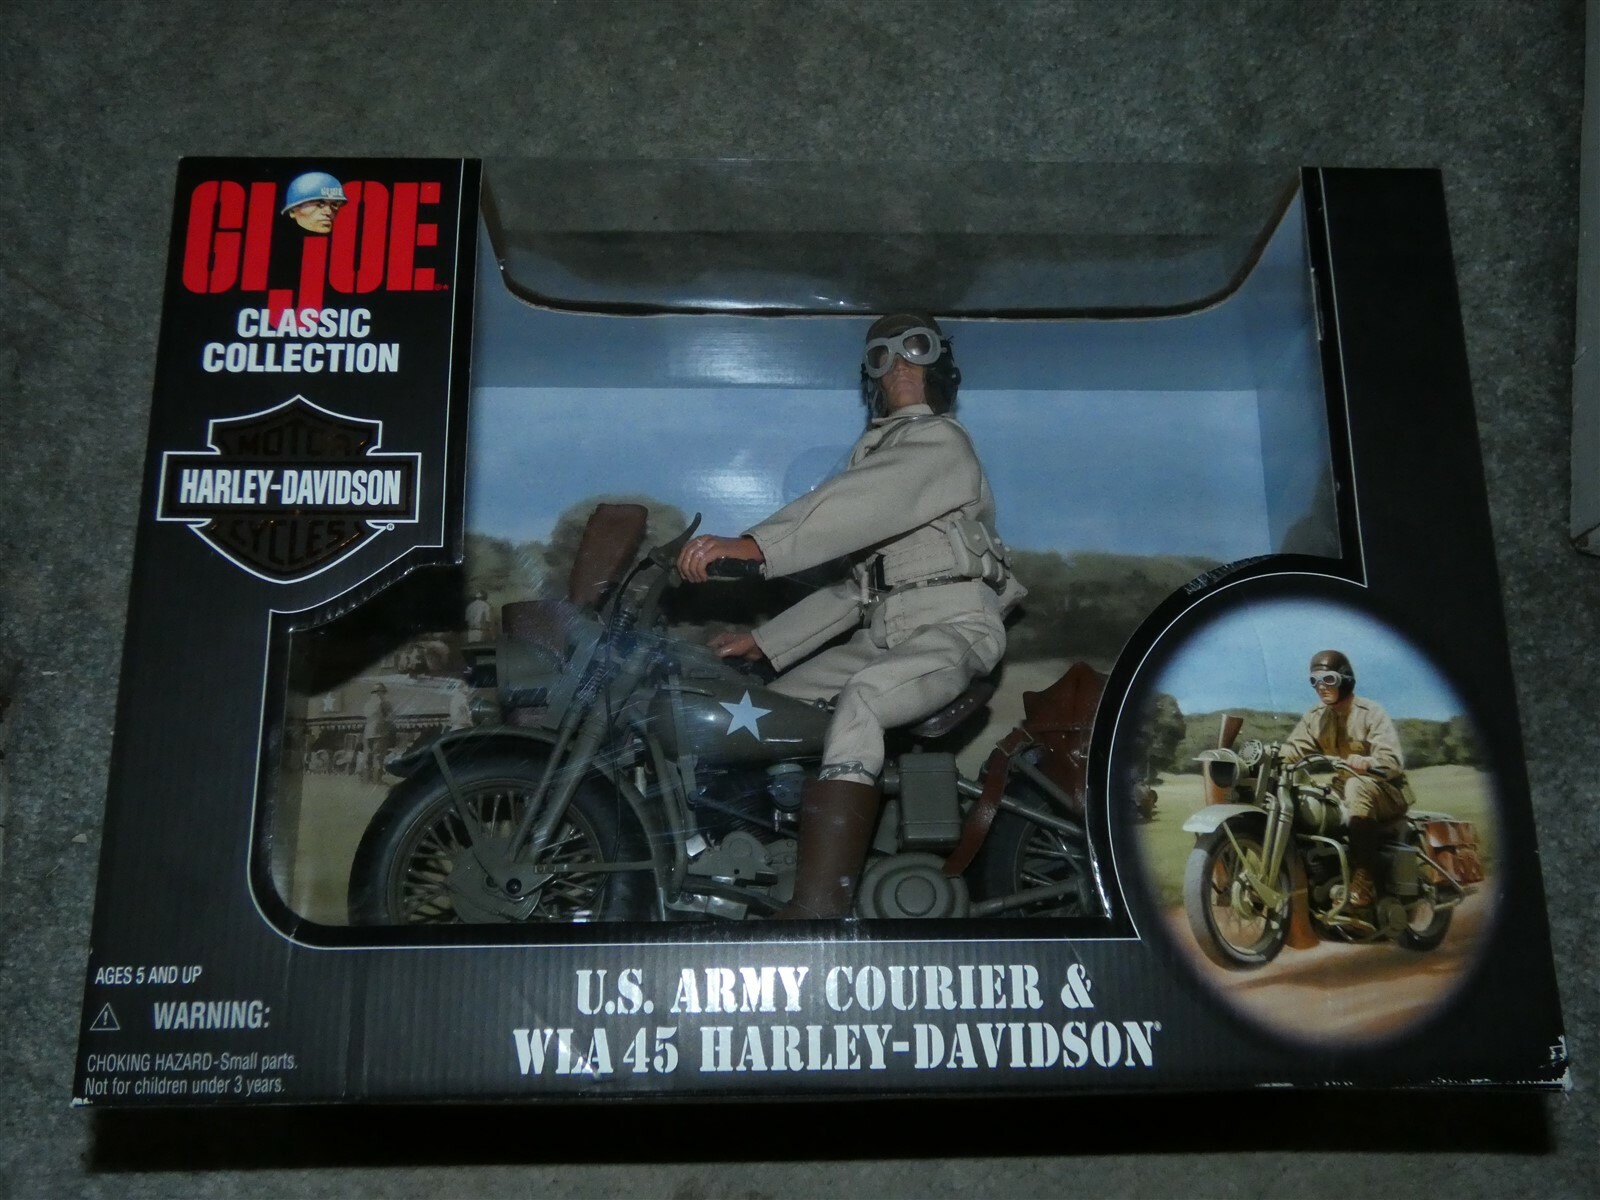 GI JOE
CLASSIC
COLLECTION
MOTOR
HARLEY-DAVIDSON
CYCLES
AGES 5 AND UP
WARNING:
CHOKING HAZARD-Small parts.
Not for children under 3 years.
U.S. ARMY COURIER &
WLA 45 HARLEY-DAVIDSON®